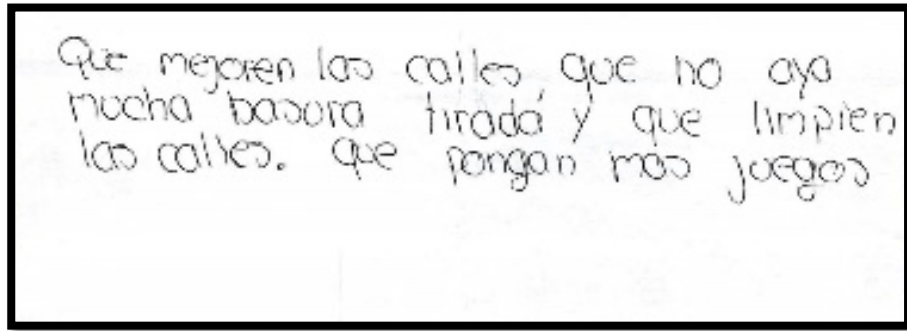 Que mejoren las calles, que no aya
mucha basura tirada y que limpien
las calles. Que pongan mas juegos